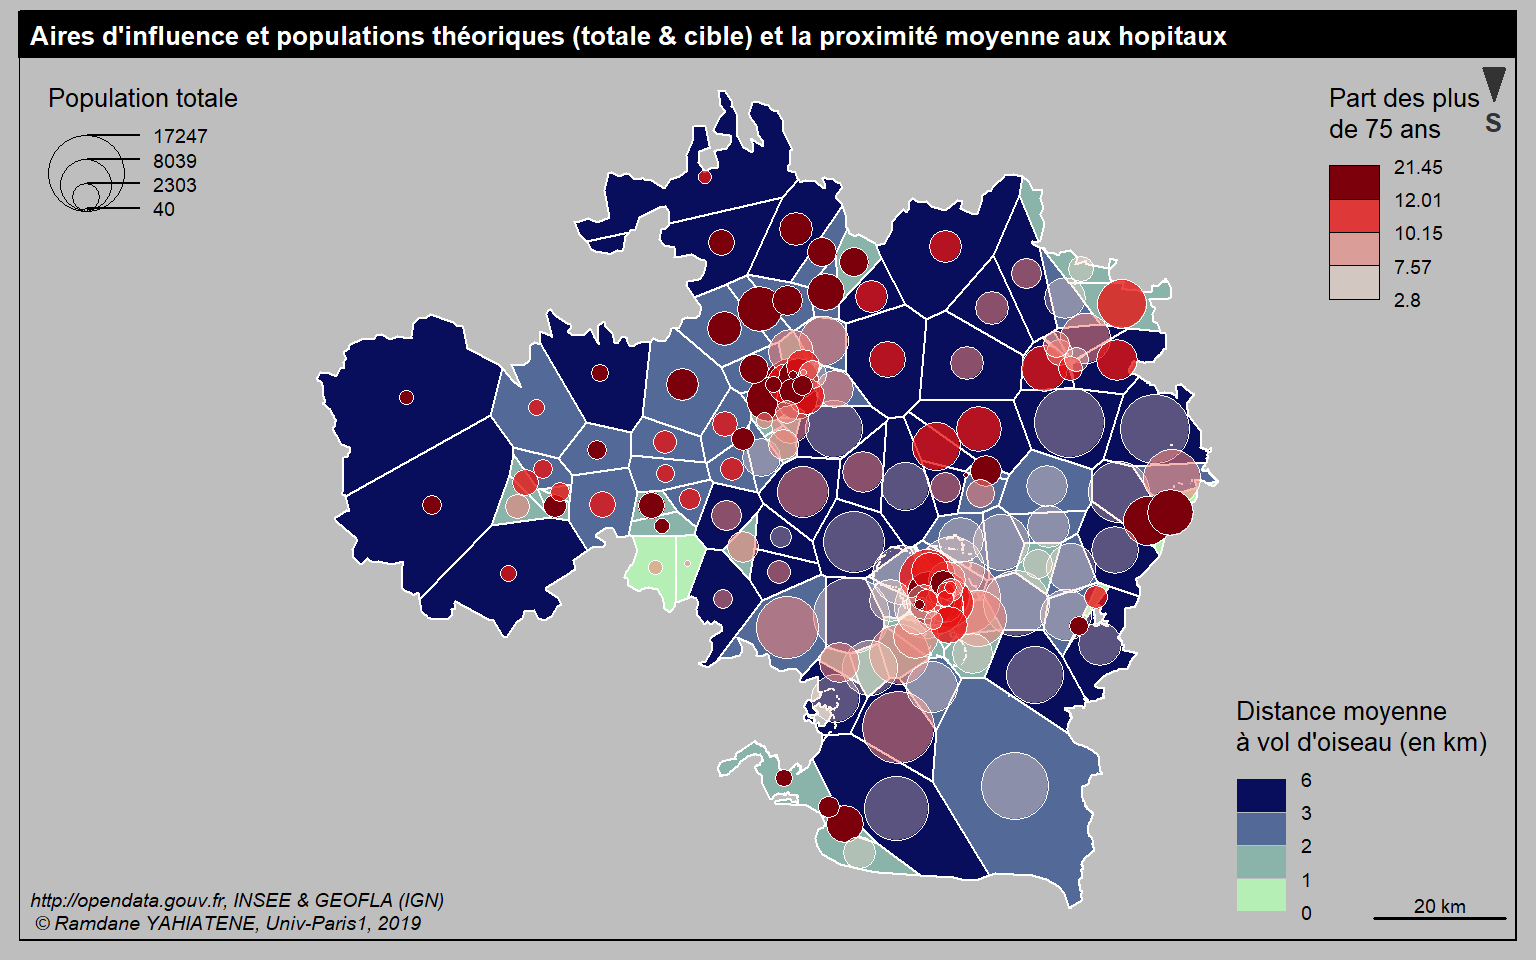 Aires d'influence et populations théoriques (totale & cible) et la proximité moyenne aux hopitaux
Population totale
17247
8039
2303
40
Part des plus
de 75 ans
S
21.45
12.01
10.15
7.57
2.8
Distance moyenne
à vol d'oiseau (en km)
6
3
2
1
0
20 km
http://opendata.gouv.fr, INSEE & GEOFLA (IGN)
© Ramdane YAHIATENE, Univ-Paris1, 2019